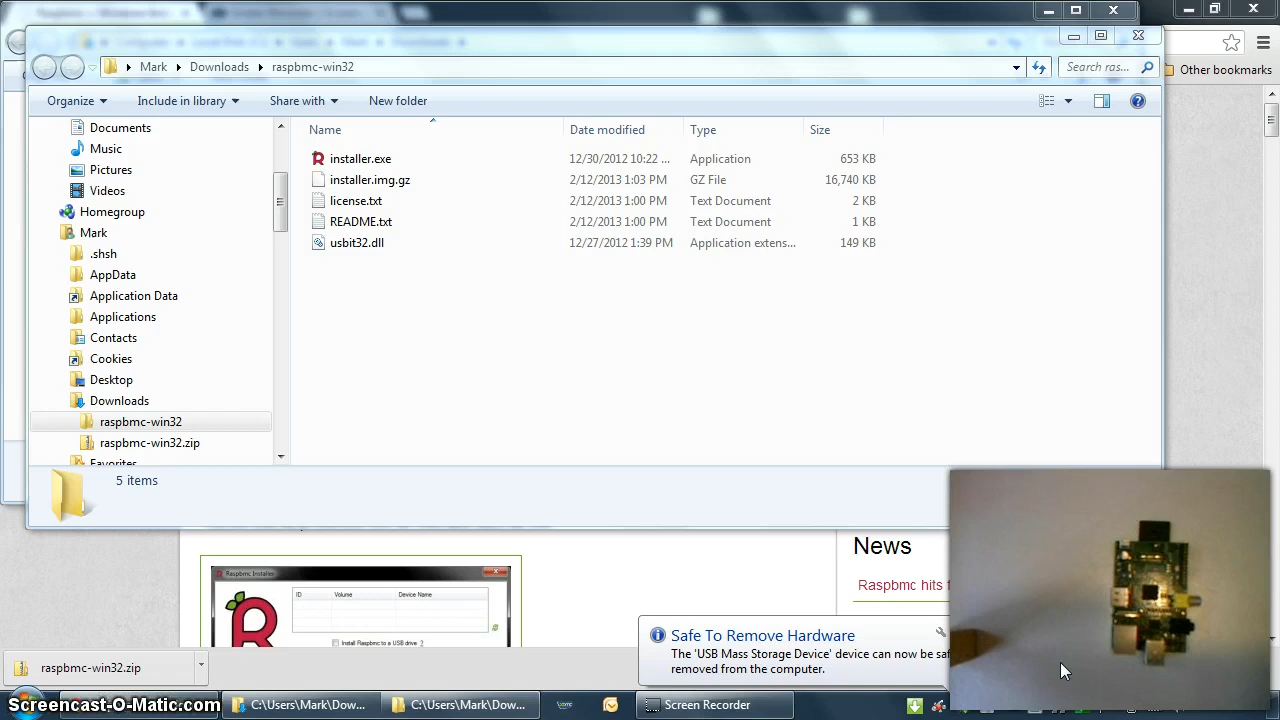 Other bookmarks
Mark Downloads raspbmc-win32
Search ras...
Organize Include in library Share with New folder
Name Date modified Type Size
installer.exe 12/30/2012 10:22 ... Application 653 KB
installer.img.gz 2/12/2013 1:03 PM GZ File 16,740 KB
license.txt 2/12/2013 1:00 PM Text Document 2 KB
README.txt 2/12/2013 1:00 PM Text Document 1 KB
usbit32.dll 12/27/2012 1:39 PM Application extens... 149 KB
Documents
Music
Pictures
Videos
Homegroup
Mark
.shsh
AppData
Application Data
Applications
Contacts
Cookies
Desktop
Downloads
raspbmc-win32
raspbmc-win32.zip
Favorites
5 items
News
Raspbmc hits f
Raspbmc Installer
ID Volume Device Name
Install Raspbmc to a USB drive ?
Safe To Remove Hardware
The 'USB Mass Storage Device' device can now be saf
removed from the computer.
raspbmc-win32.zip
Screencast-O-Matic.com
C:\Users\Mark\Dow...
C:\Users\Mark\Dow...
Screen Recorder